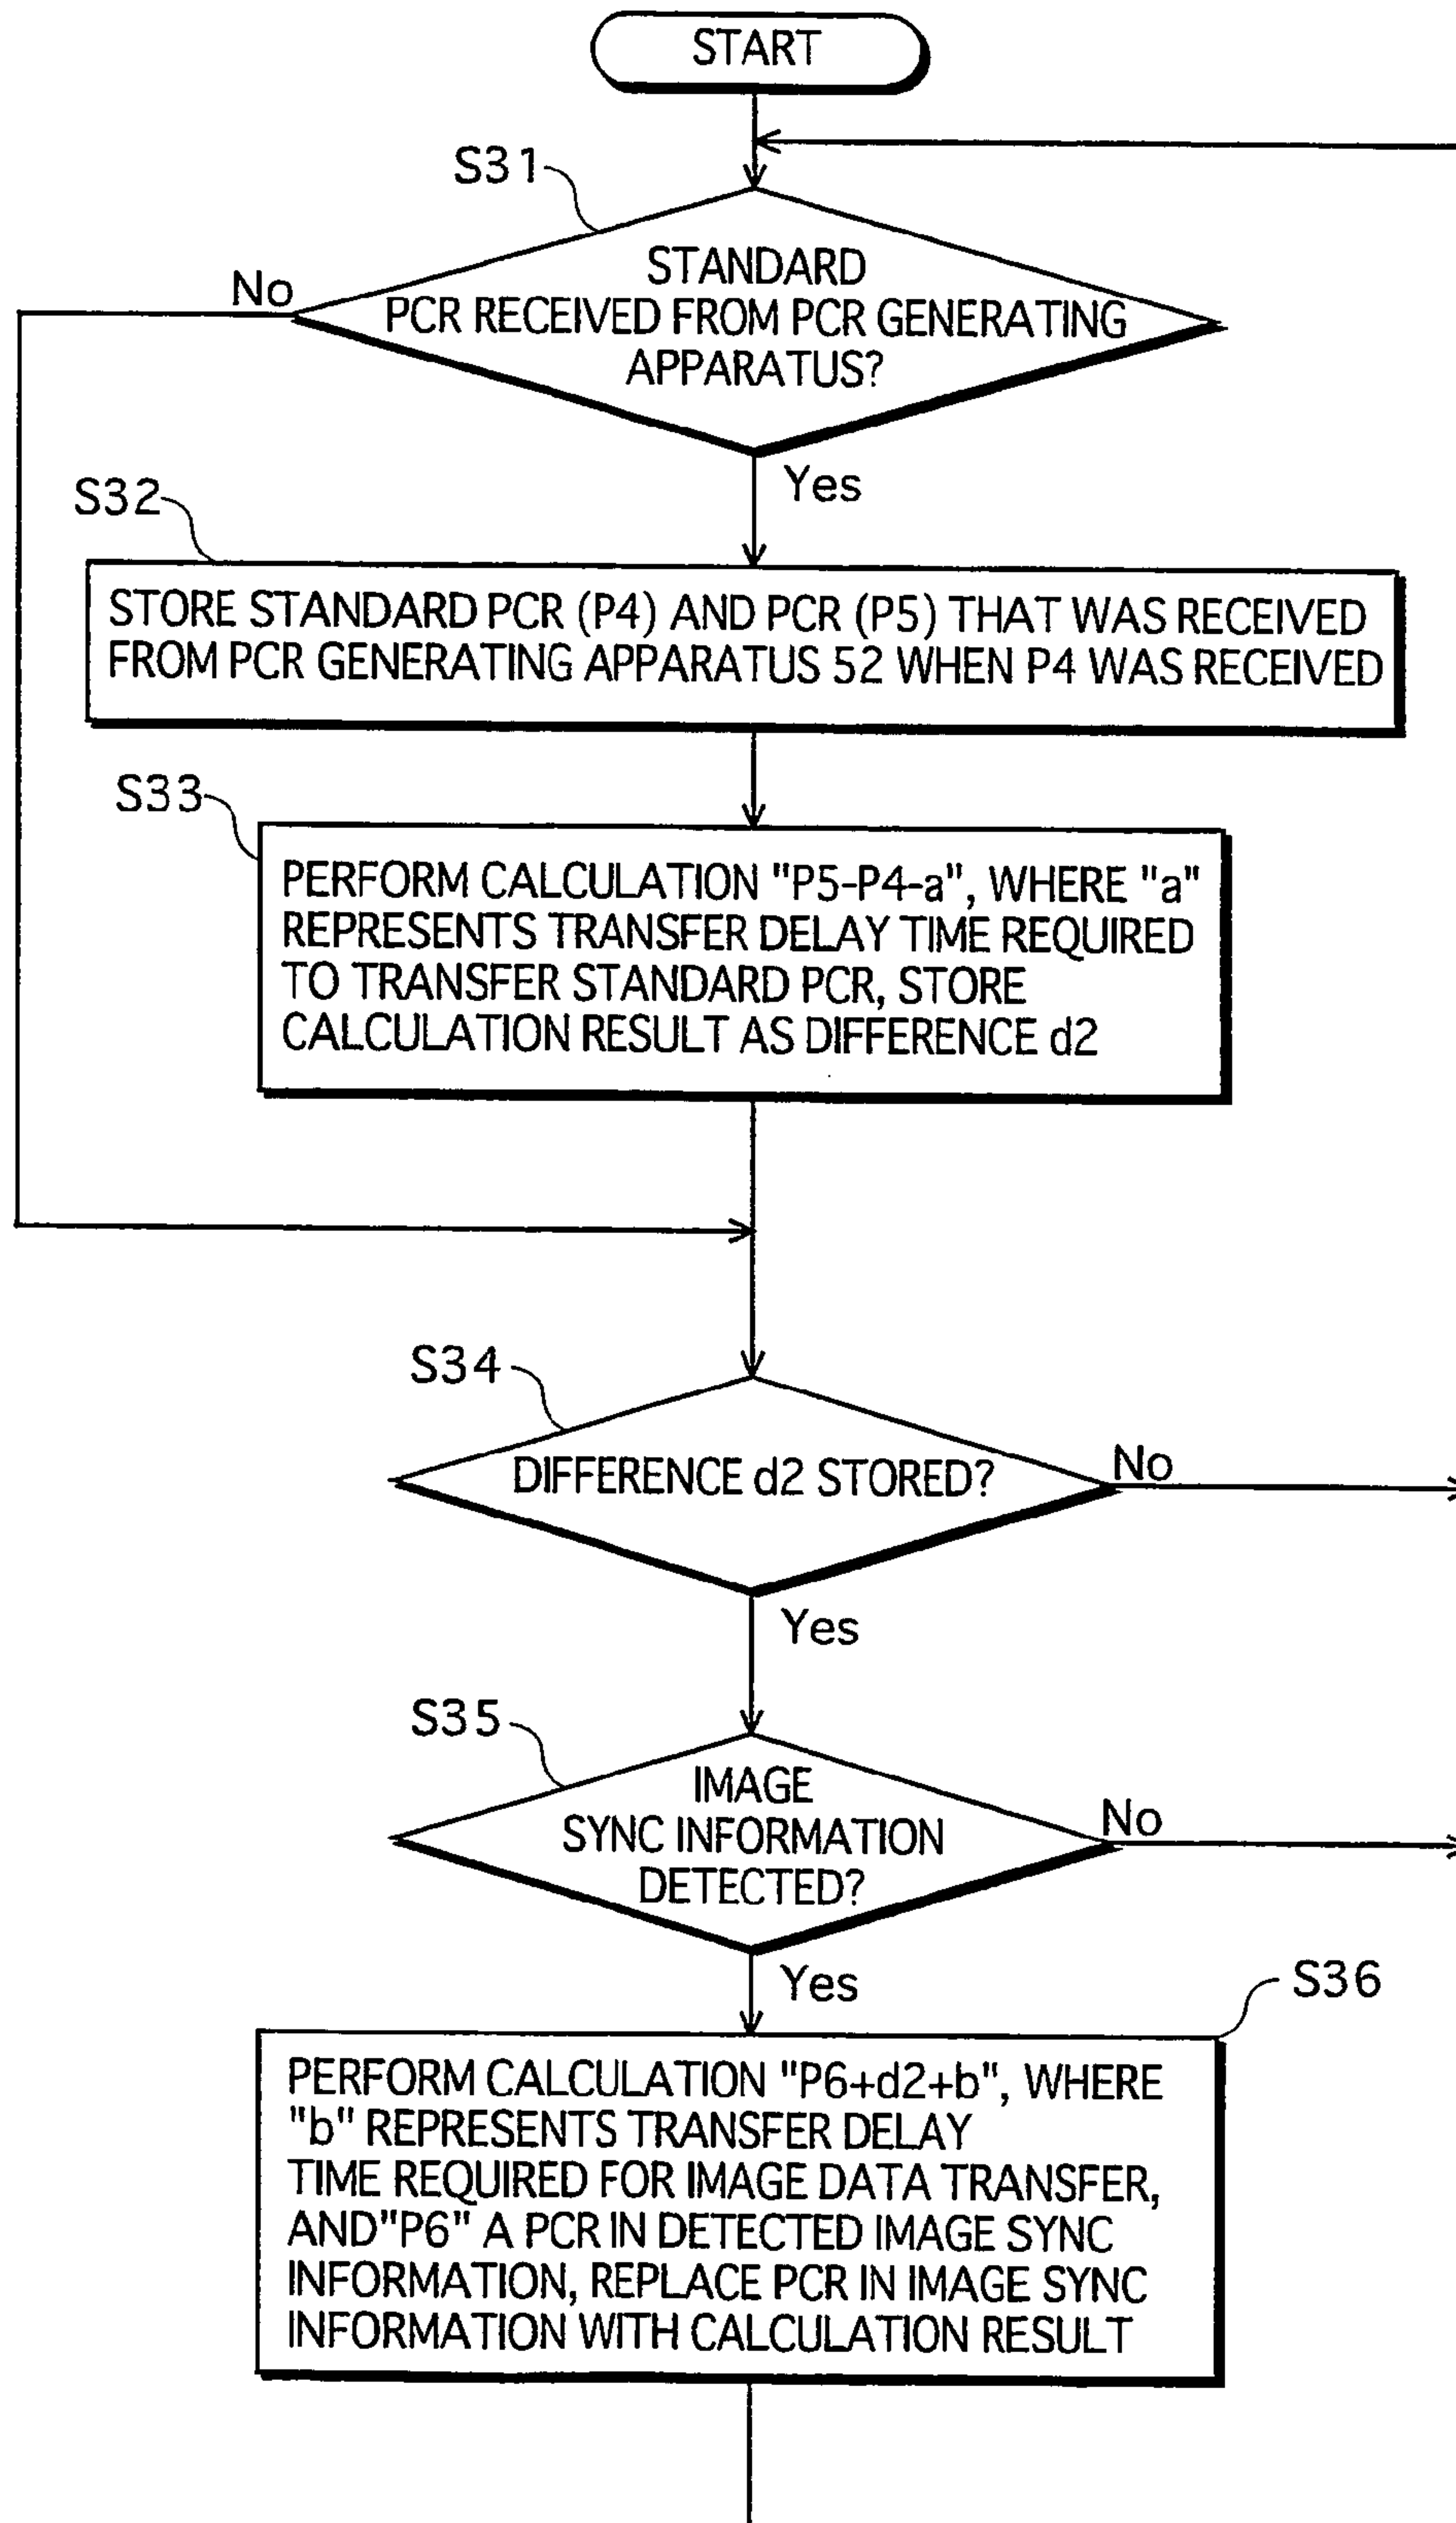 START
S31
STANDARD
No
PCR RECEIVED FROM PCR GENERATING
APPARATUS?
Yes
S32
STORE STANDARD PCR (P4) AND PCR (P5) THAT WAS RECEIVED
FROM PCR GENERATING APPARATUS 52 WHEN P4 WAS RECEIVED
S33
PERFORM CALCULATION "P5-P4-a", WHERE "a"
REPRESENTS TRANSFER DELAY TIME REQUIRED
TO TRANSFER STANDARD PCR, STORE
CALCULATION RESULT AS DIFFERENCE d2
S34
DIFFERENCE d2 STORED?
No
Yes
S35
IMAGE
SYNC INFORMATION
DETECTED?
No
Yes
S36
PERFORM CALCULATION "P6+d2+b", WHERE
"b" REPRESENTS TRANSFER DELAY
TIME REQUIRED FOR IMAGE DATA TRANSFER,
AND"P6" A PCR IN DETECTED IMAGE SYNC
INFORMATION, REPLACE PCR IN IMAGE SYNC
INFORMATION WITH CALCULATION RESULT